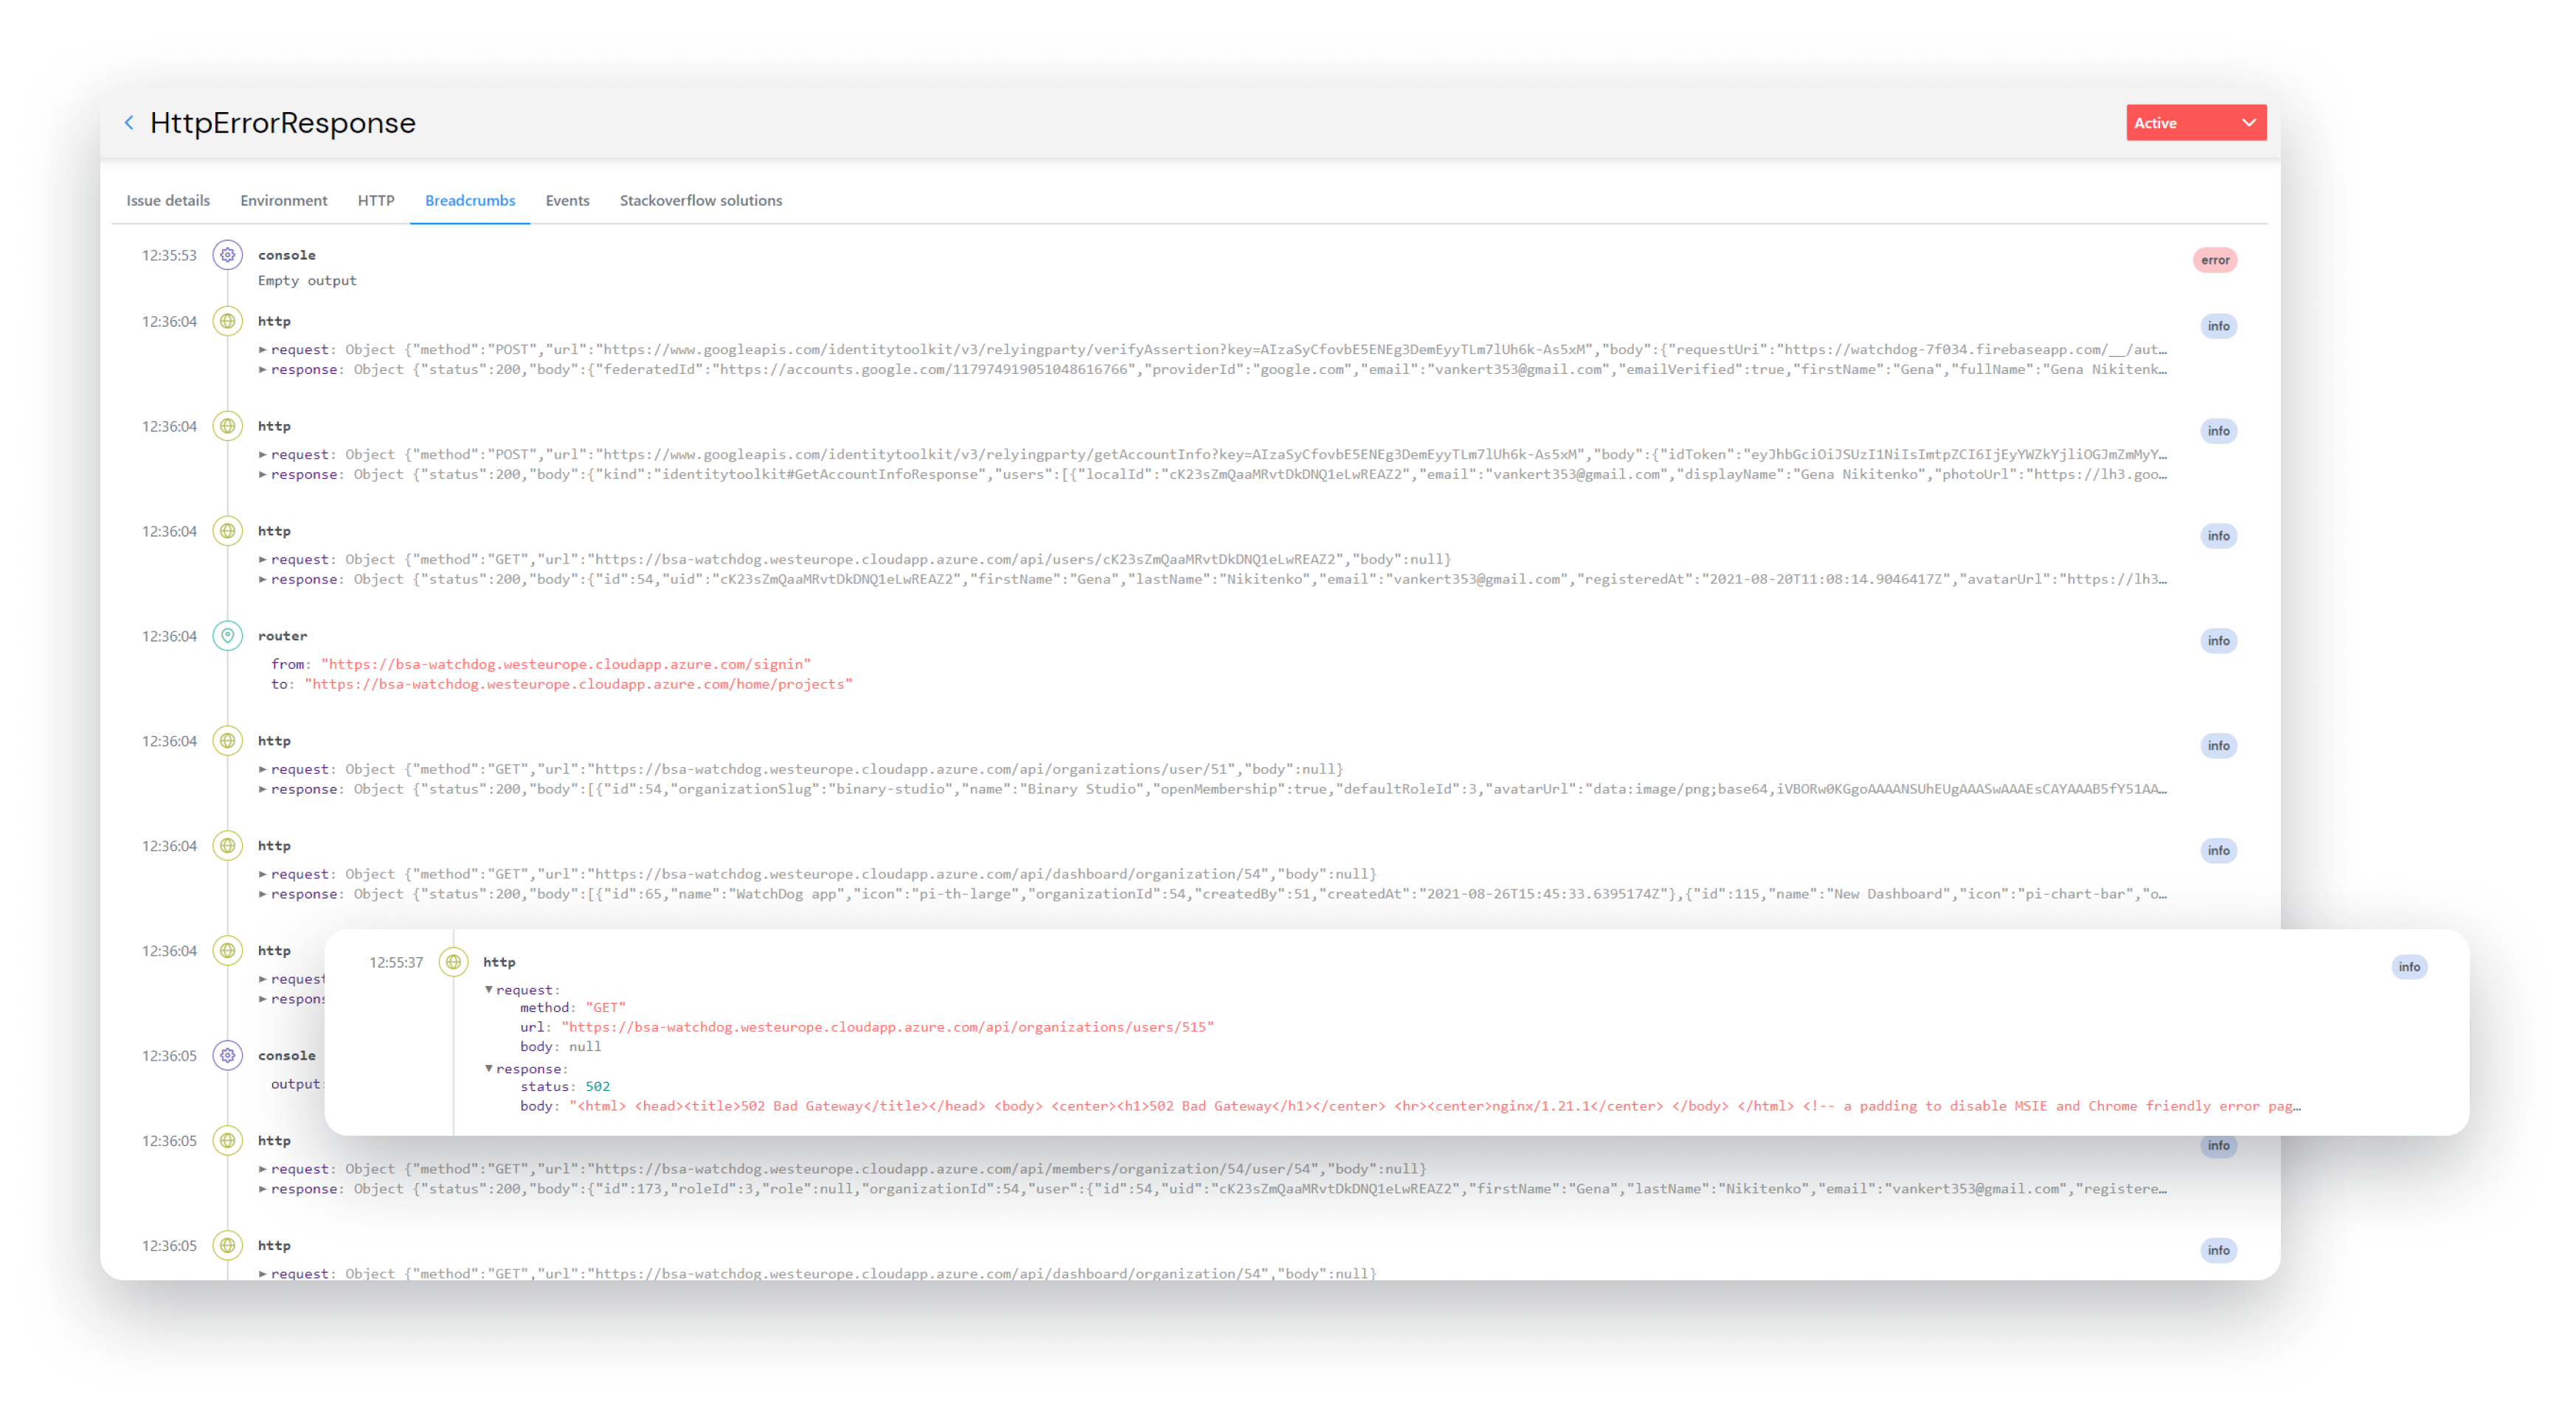 HttpErrorResponse
Active
Issue details Environment HTTP Breadcrumbs Events Stackoverflow solutions
12:35:53 console error
Empty output
12:36:04 http info
request: Object {"method":"POST","url":"https://www.googleapis.com/identitytoolkit/v3/relyingparty/verifyAssertion?key=AIzaSyCfovbE5ENEg3DemEyyTLm7lUh6k-As5xM","body":{"requestUri":"https://watchdog-7f034.firebaseapp.com/__/aut…
response: Object {"status":200,"body":{"federatedId":"https://accounts.google.com/117974919051048616766","providerId":"google.com","email":"vankert353@gmail.com","emailVerified":true,"firstName":"Gena","fullName":"Gena Nikitenk…
12:36:04 http info
request: Object {"method":"POST","url":"https://www.googleapis.com/identitytoolkit/v3/relyingparty/getAccountInfo?key=AIzaSyCfovbE5ENEg3DemEyyTLm7lUh6k-As5xM","body":{"idToken":"eyJhbGciOiJSUzI1NiIsImtpZCI6IjEyYWZkYjliOGJmZmMyY…
response: Object {"status":200,"body":{"kind":"identitytoolkit#GetAccountInfoResponse","users":[{"localId":"cK23sZmQaaMRvtDkDNQ1eLwREAZ2","email":"vankert353@gmail.com","displayName":"Gena Nikitenko","photoUrl":"https://lh3.goo…
12:36:04 http info
request: Object {"method":"GET","url":"https://bsa-watchdog.westeurope.cloudapp.azure.com/api/users/cK23sZmQaaMRvtDkDNQ1eLwREAZ2","body":null}
response: Object {"status":200,"body":{"id":54,"uid":"cK23sZmQaaMRvtDkDNQ1eLwREAZ2","firstName":"Gena","lastName":"Nikitenko","email":"vankert353@gmail.com","registeredAt":"2021-08-20T11:08:14.9046417Z","avatarUrl":"https://lh3…
12:36:04 router info
from: "https://bsa-watchdog.westeurope.cloudapp.azure.com/signin"
to: "https://bsa-watchdog.westeurope.cloudapp.azure.com/home/projects"
12:36:04 http info
request: Object {"method":"GET","url":"https://bsa-watchdog.westeurope.cloudapp.azure.com/api/organizations/user/51","body":null}
response: Object {"status":200,"body":[{"id":54,"organizationSlug":"binary-studio","name":"Binary Studio","openMembership":true,"defaultRoleId":3,"avatarUrl":"data:image/png;base64,iVBORw0KGgoAAAANSUhEUgAAASwAAAEsCAYAAAB5fY51AA…
12:36:04 http info
request: Object {"method":"GET","url":"https://bsa-watchdog.westeurope.cloudapp.azure.com/api/dashboard/organization/54","body":null}
response: Object {"status":200,"body":[{"id":65,"name":"WatchDog app","icon":"pi-th-large","organizationId":54,"createdBy":51,"createdAt":"2021-08-26T15:45:33.6395174Z"},{"id":115,"name":"New Dashboard","icon":"pi-chart-bar","o…
12:36:04 http
request
respons
12:36:05 console
output:
12:55:37 http info
request:
method: "GET"
url: "https://bsa-watchdog.westeurope.cloudapp.azure.com/api/organizations/users/515"
body: null
response:
status: 502
body: "<html> <head><title>502 Bad Gateway</title></head> <body> <center><h1>502 Bad Gateway</h1></center> <hr><center>nginx/1.21.1</center> </body> </html> <!-- a padding to disable MSIE and Chrome friendly error pag…
12:36:05 http info
request: Object {"method":"GET","url":"https://bsa-watchdog.westeurope.cloudapp.azure.com/api/members/organization/54/user/54","body":null}
response: Object {"status":200,"body":{"id":173,"roleId":3,"role":null,"organizationId":54,"user":{"id":54,"uid":"cK23sZmQaaMRvtDkDNQ1eLwREAZ2","firstName":"Gena","lastName":"Nikitenko","email":"vankert353@gmail.com","registere…
12:36:05 http info
request: Object {"method":"GET","url":"https://bsa-watchdog.westeurope.cloudapp.azure.com/api/dashboard/organization/54","body":null}